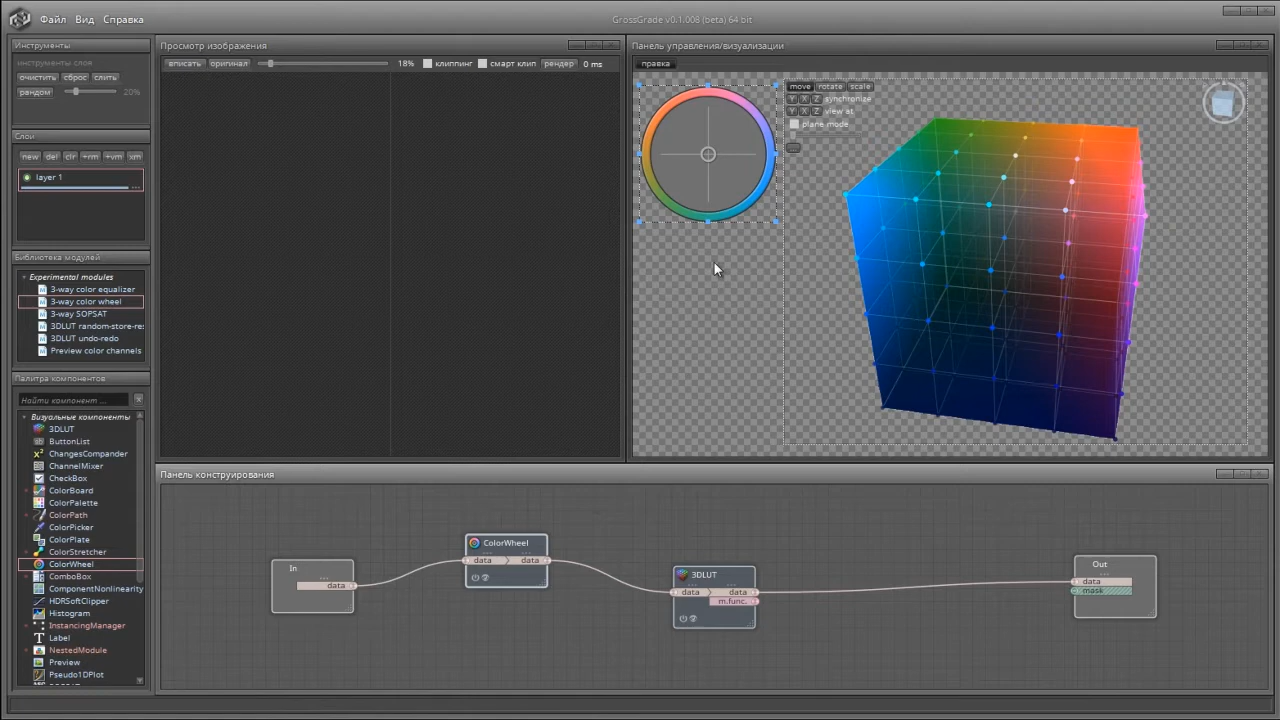 Файл Вид Справка
GrossGrade v0.1.008 (beta) 64 bit
Инструменты
инструменты слоя
очистить сброс слить
рандом 20%
Слои
new del clr +rm +vm xm
layer 1
Библиотека модулей
Experimental modules
3-way color equalizer
3-way color wheel
3-way SOPSAT
3DLUT random-store-res
3DLUT undo-redo
Preview color channels
Палитра компонентов
Найти компонент ...
Визуальные компоненты
3DLUT
ButtonList
ChangesCompander
ChannelMixer
CheckBox
ColorBoard
ColorPalette
ColorPath
ColorPicker
ColorPlate
ColorStretcher
ColorWheel
ComboBox
ComponentNonlinearity
HDRSoftClipper
Histogram
InstancingManager
Label
NestedModule
Preview
Pseudo1DPlot
Просмотр изображения
вписать оригинал 18% клиппинг смарт клип рендер 0 ms
Панель управления/визуализации
правка
move rotate scale
Y X Z synchronize
Y X Z view at
plane mode
...
Панель конструирования
In
data
ColorWheel
data data
3DLUT
data data
m.func.
Out
data
mask